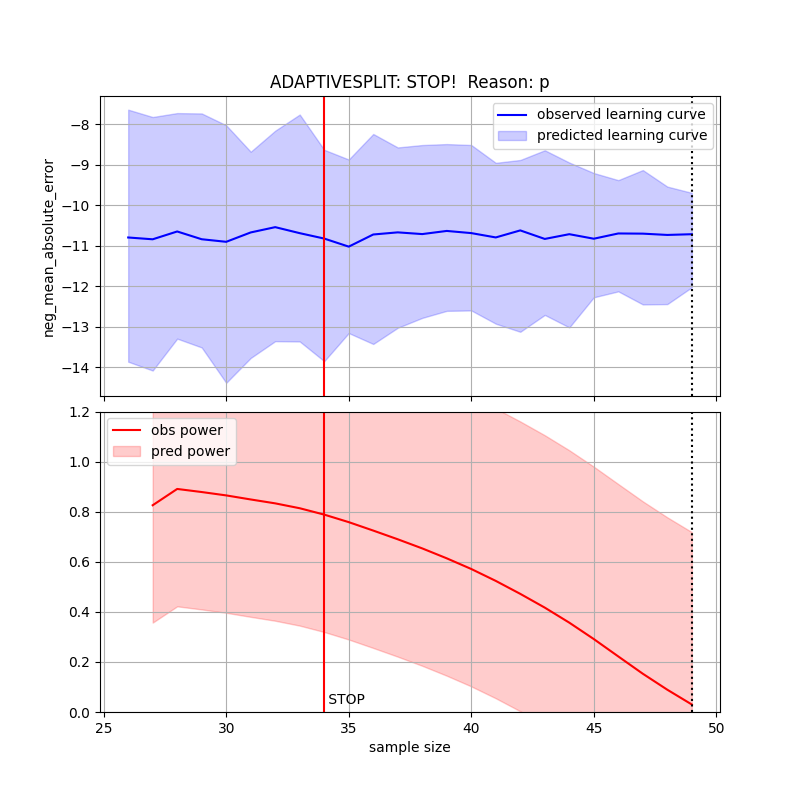 ADAPTIVESPLIT: STOP!  Reason: p
observed learning curve
predicted learning curve
neg_mean_absolute_error
−8
−9
−10
−11
−12
−13
−14
obs power
pred power
1.2
1.0
0.8
0.6
0.4
0.2
0.0
STOP
25
30
35
40
45
50
sample size